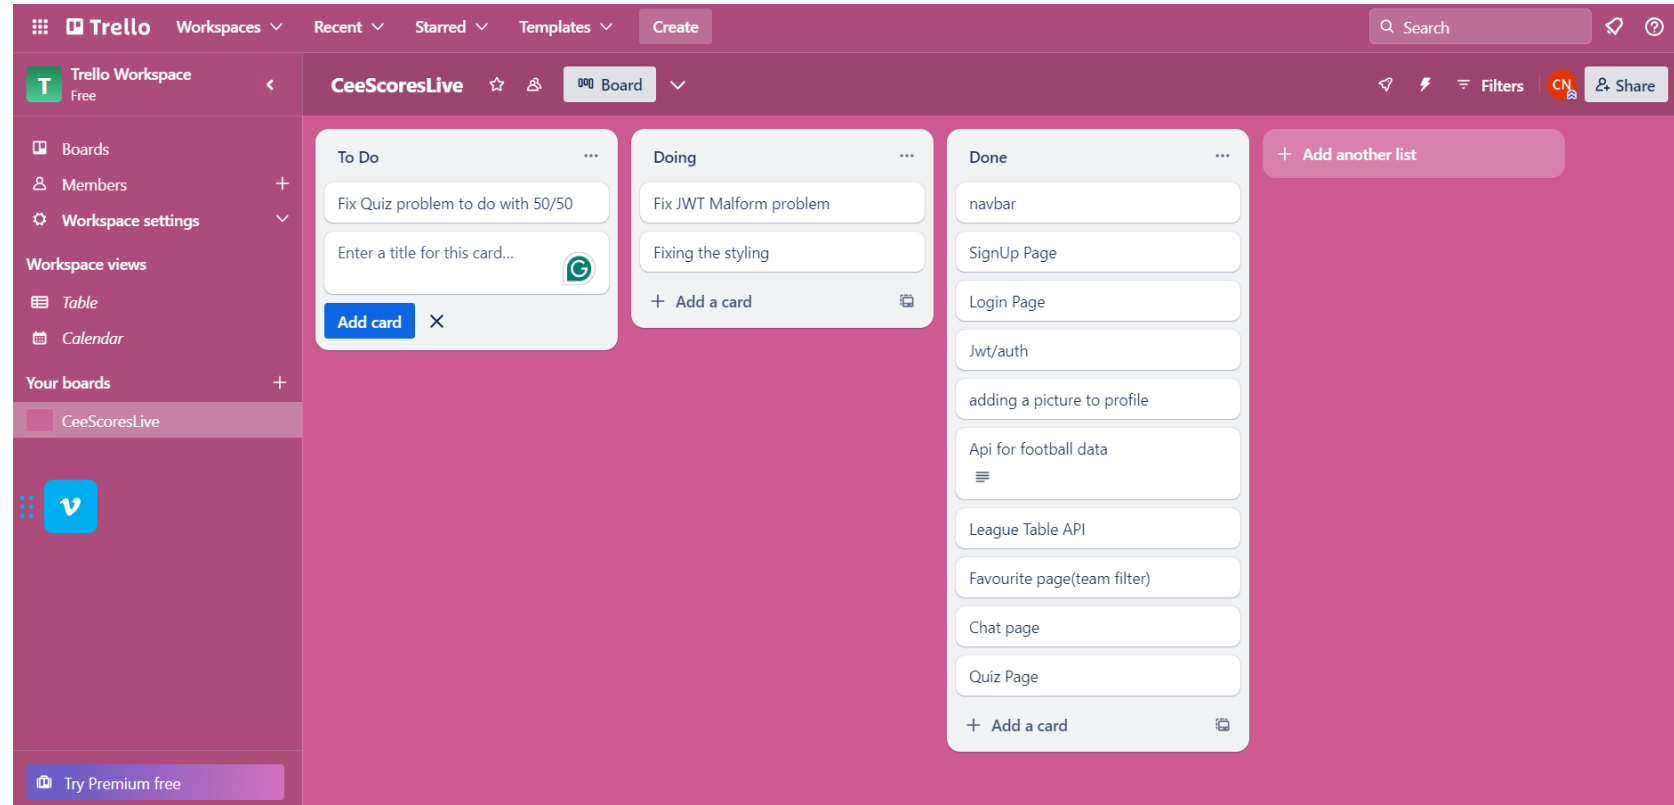 Trello
Workspaces
Recent
Starred
Templates
Create
Search
T
Trello Workspace
Free
CeeScoresLive
Board
Filters
CN
Share
Boards
Members
Workspace settings
Workspace views
Table
Calendar
Your boards
CeeScoresLive
Try Premium free
To Do
Fix Quiz problem to do with 50/50
Enter a title for this card...
Add card
Doing
Fix JWT Malform problem
Fixing the styling
Add a card
Done
navbar
SignUp Page
Login Page
Jwt/auth
adding a picture to profile
Api for football data
League Table API
Favourite page(team filter)
Chat page
Quiz Page
Add a card
Add another list